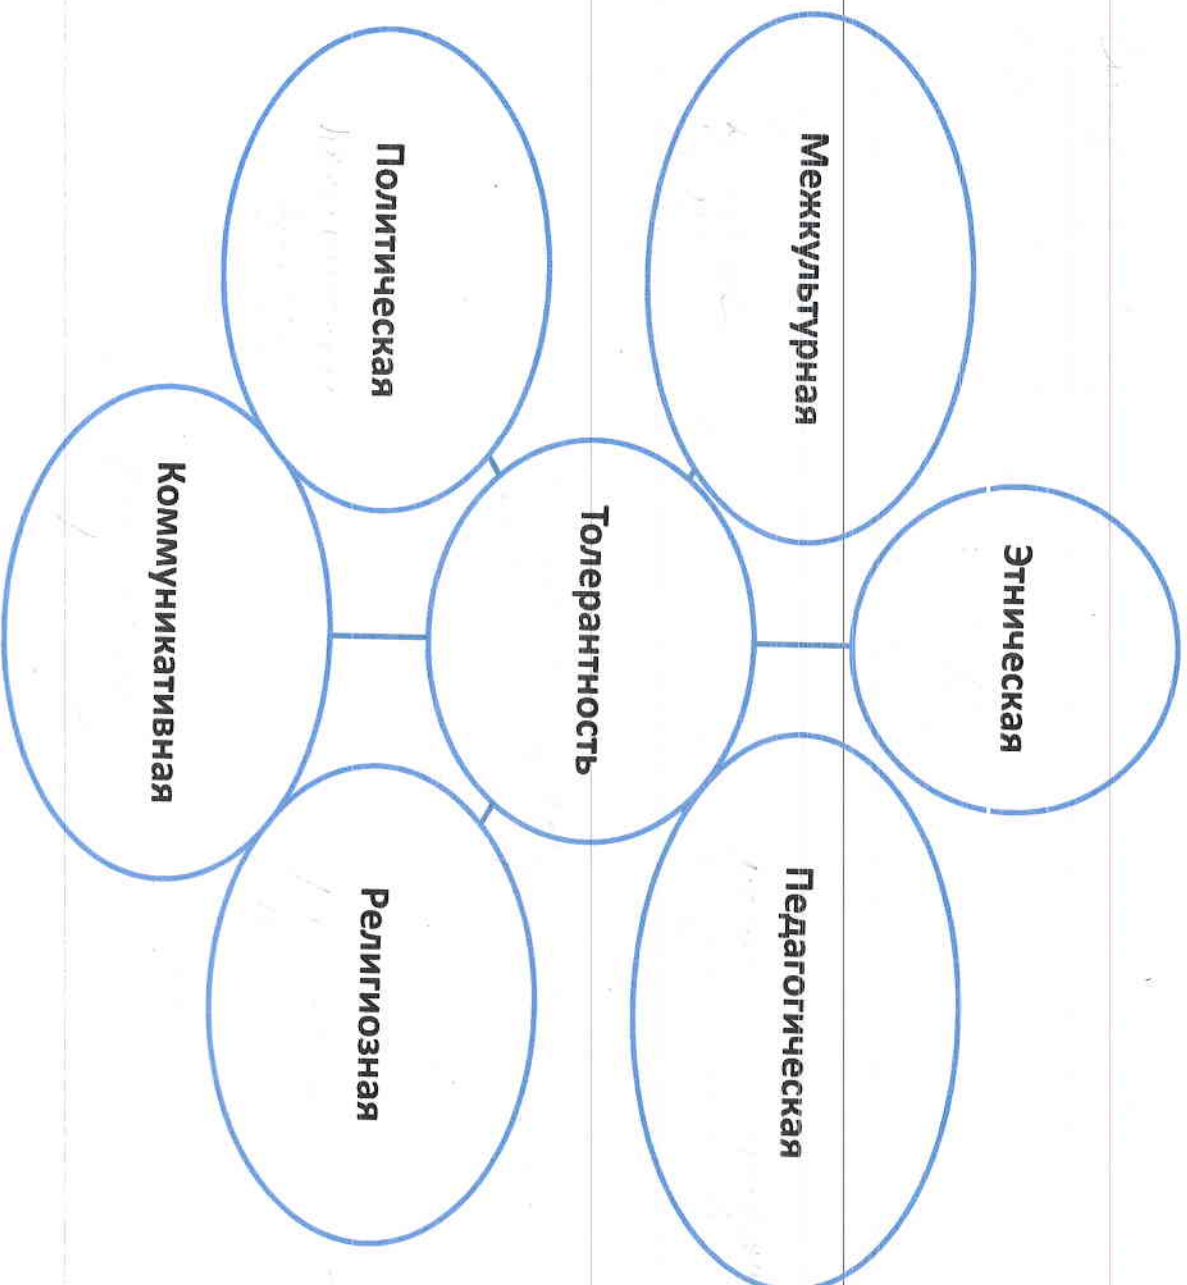 Этническая
Межкультурная
Педагогическая
Толерантность
Политическая
Религиозная
Коммуникативная